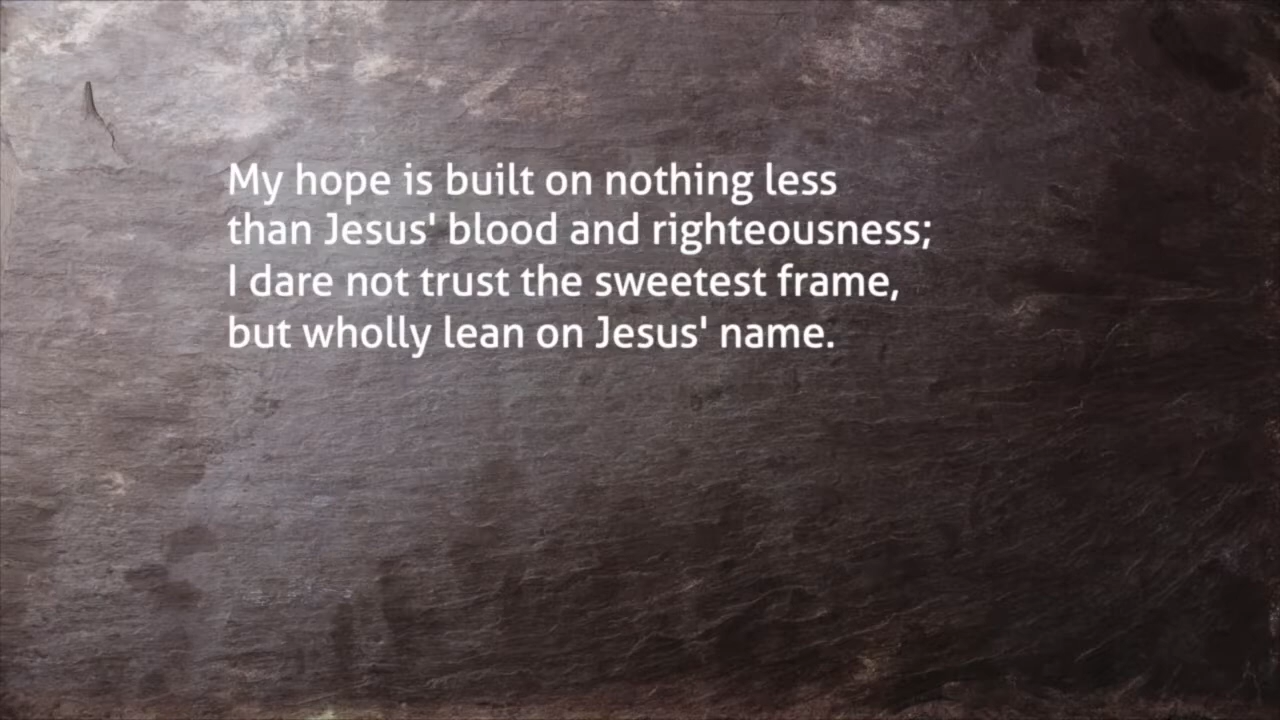 My hope is built on nothing less
than Jesus' blood and righteousness;
I dare not trust the sweetest frame,
but wholly lean on Jesus' name.